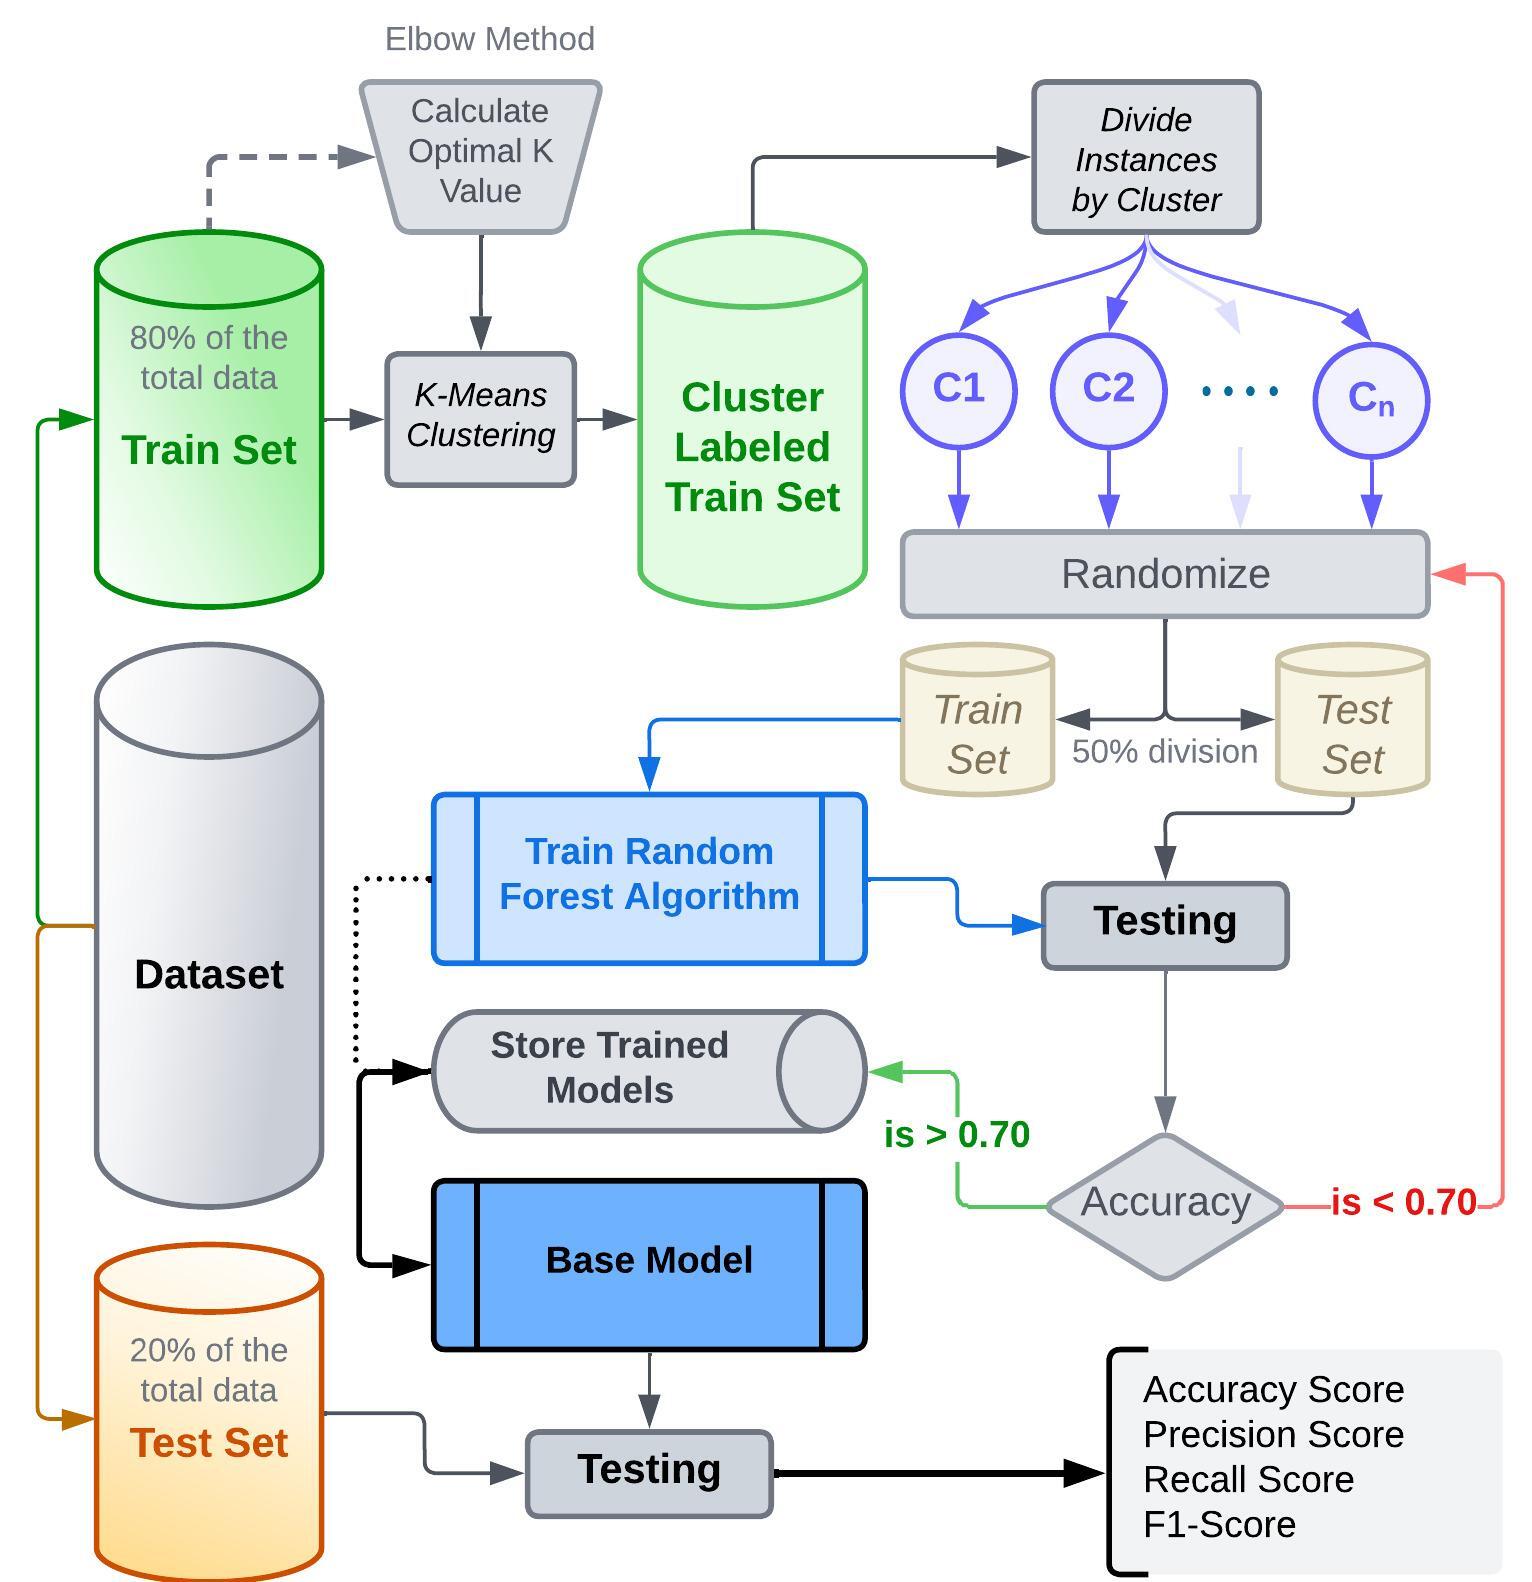 Elbow Method
Calculate
Optimal K
Value
Divide
Instances
by Cluster
80% of the
total data
Train Set
K-Means
Clustering
Cluster
Labeled
Train Set
C1
C2
....
Cn
Randomize
Train
Set
50% division
Test
Set
Train Random
Forest Algorithm
Testing
Dataset
Store Trained
Models
is > 0.70
Accuracy
is < 0.70
Base Model
20% of the
total data
Test Set
Testing
Accuracy Score
Precision Score
Recall Score
F1-Score